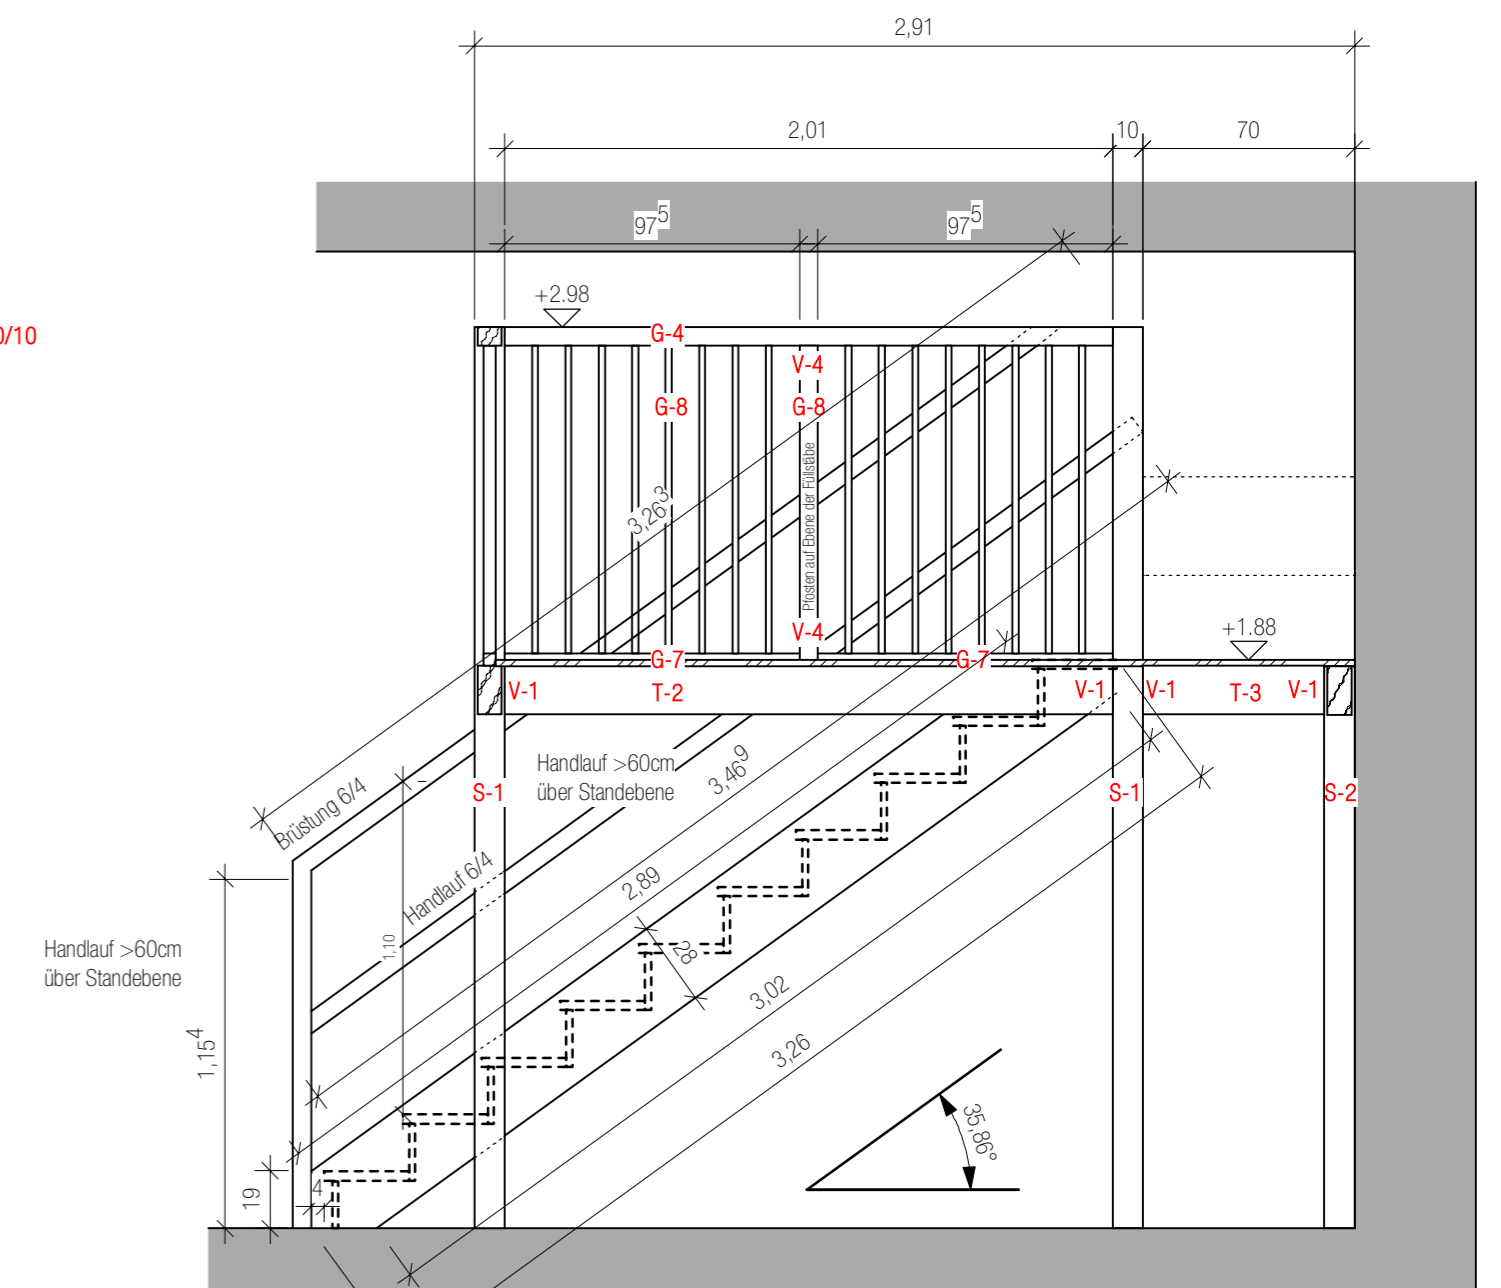 2,91
2,01
10
70
97⁵
97⁵
+2.98
0/10
G-4
V-4
G-8
G-8
Pfosten auf Ebene der Füllstäbe
3,26³
V-4
+1.88
G-7
G-7
V-1
T-2
V-1
V-1
T-3
V-1
Handlauf >60cm
über Standebene
3,46⁹
S-1
S-1
S-2
Brüstung 6/4
Handlauf 6/4
2,89
1,10
28
Handlauf >60cm
über Standebene
3,02
3,26
1,15⁴
35,86°
19
4